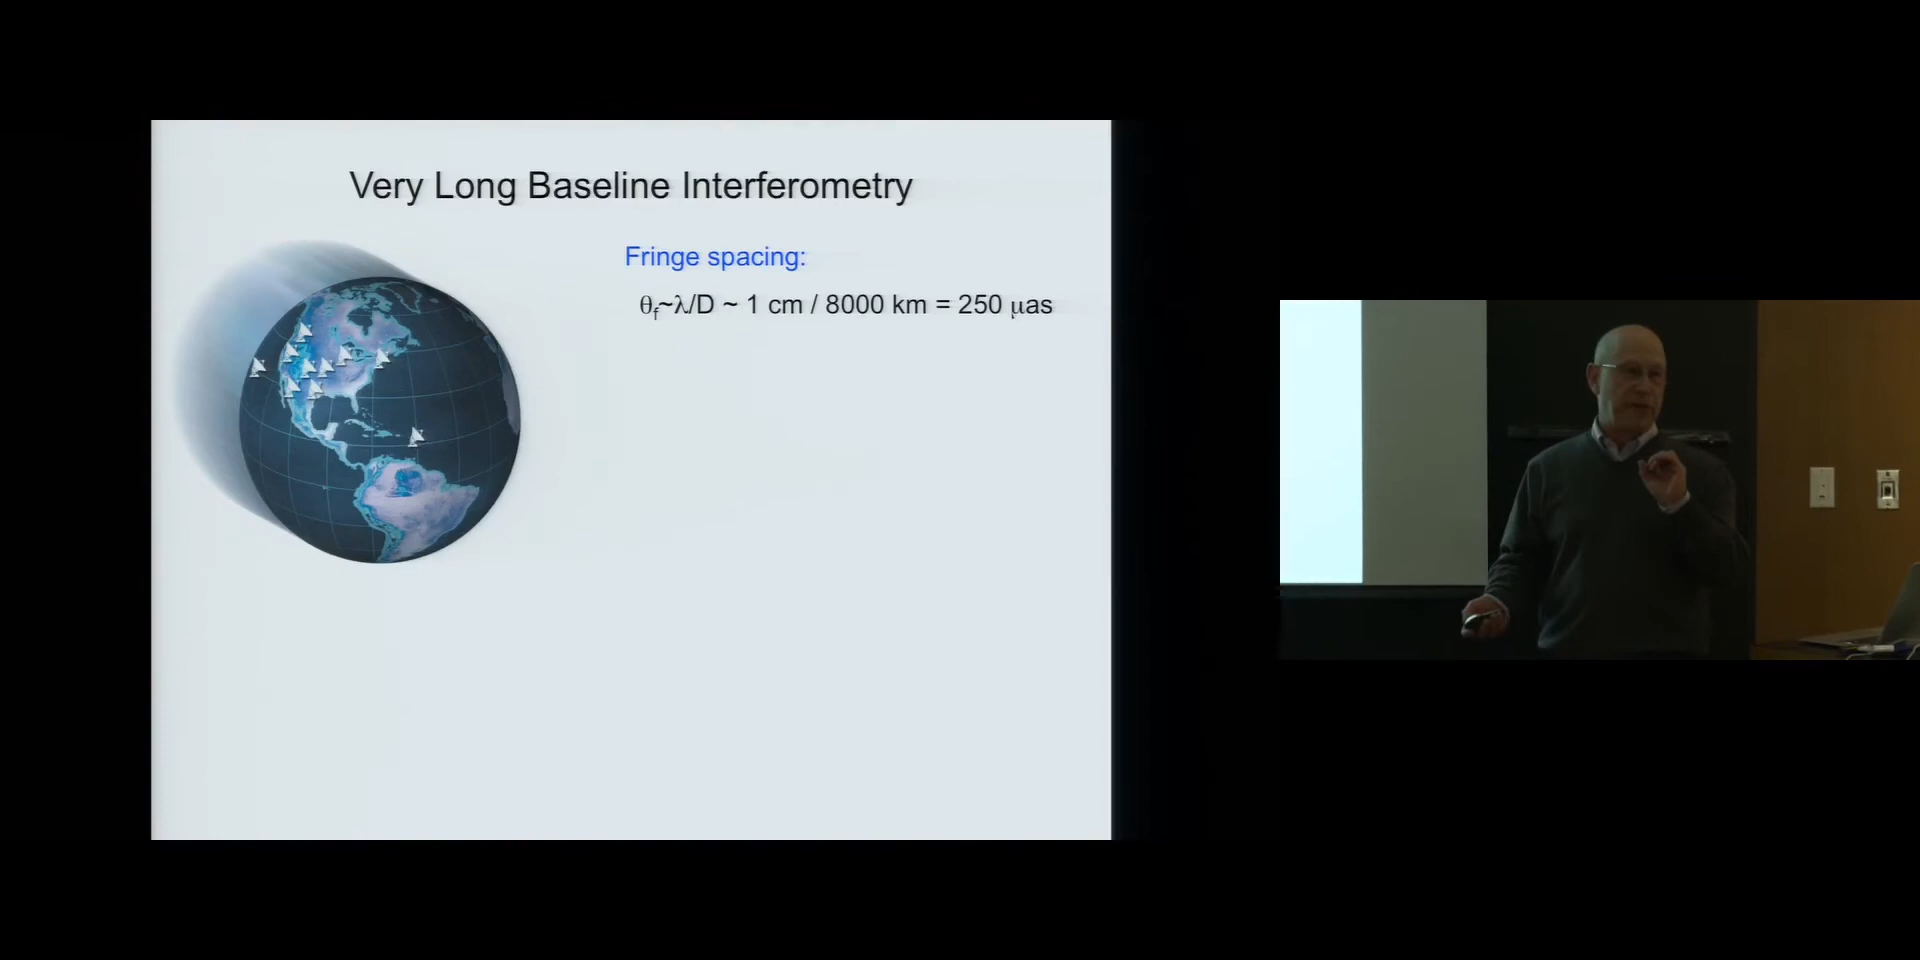 Very Long Baseline Interferometry
Fringe spacing:
θf~λ/D ~ 1 cm / 8000 km = 250 μas